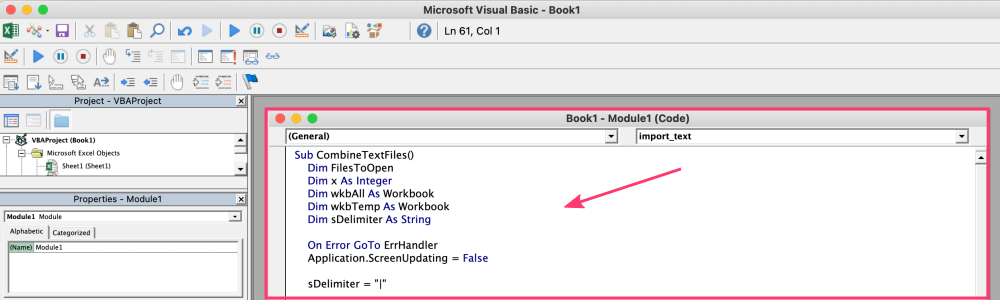 Microsoft Visual Basic - Book1
Ln 61, Col 1
Project - VBAProject
VBAProject (Book1)
Microsoft Excel Objects
Sheet1 (Sheet1)
Properties - Module1
Module1 Module
Alphabetic Categorized
(Name) Module1
Book1 - Module1 (Code)
(General) import_text
Sub CombineTextFiles()
Dim FilesToOpen
Dim x As Integer
Dim wkbAll As Workbook
Dim wkbTemp As Workbook
Dim sDelimiter As String
On Error GoTo ErrHandler
Application.ScreenUpdating = False
sDelimiter = "|"